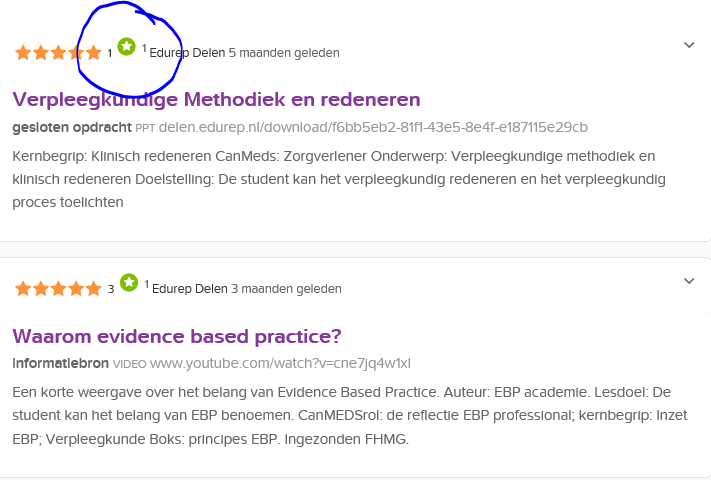 1 1 Edurep Delen 5 maanden geleden
Verpleegkundige Methodiek en redeneren
gesloten opdracht PPT delen.edurep.nl/download/f6bb5eb2-81f1-43e5-8e4f-e187115e29cb
Kernbegrip: Klinisch redeneren CanMeds: Zorgverlener Onderwerp: Verpleegkundige methodiek en
klinisch redeneren Doelstelling: De student kan het verpleegkundig redeneren en het verpleegkundig
proces toelichten
3 1 Edurep Delen 3 maanden geleden
Waarom evidence based practice?
informatiebron VIDEO www.youtube.com/watch?v=cne7jq4w1xI
Een korte weergave over het belang van Evidence Based Practice. Auteur: EBP academie. Lesdoel: De
student kan het belang van EBP benoemen. CanMEDSrol: de reflectie EBP professional; kernbegrip: Inzet
EBP; Verpleegkunde Boks: principes EBP. Ingezonden FHMG.